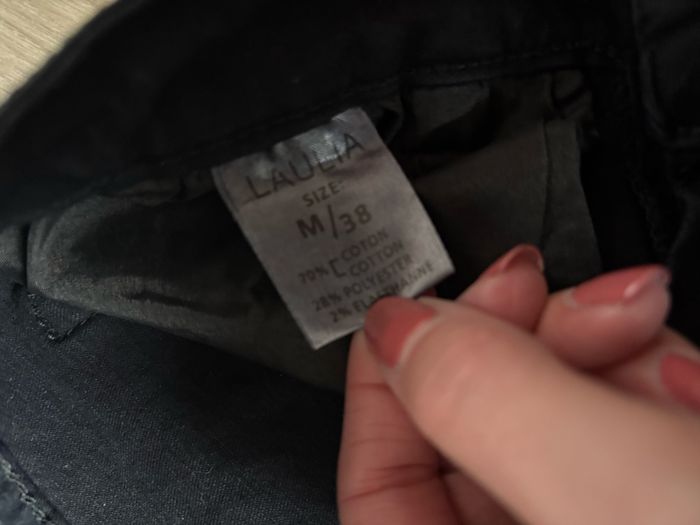 LAULIA
SIZE:
M/38
70% [ COTON
COTTON
28% POLYESTER
2% ELASTHANNE